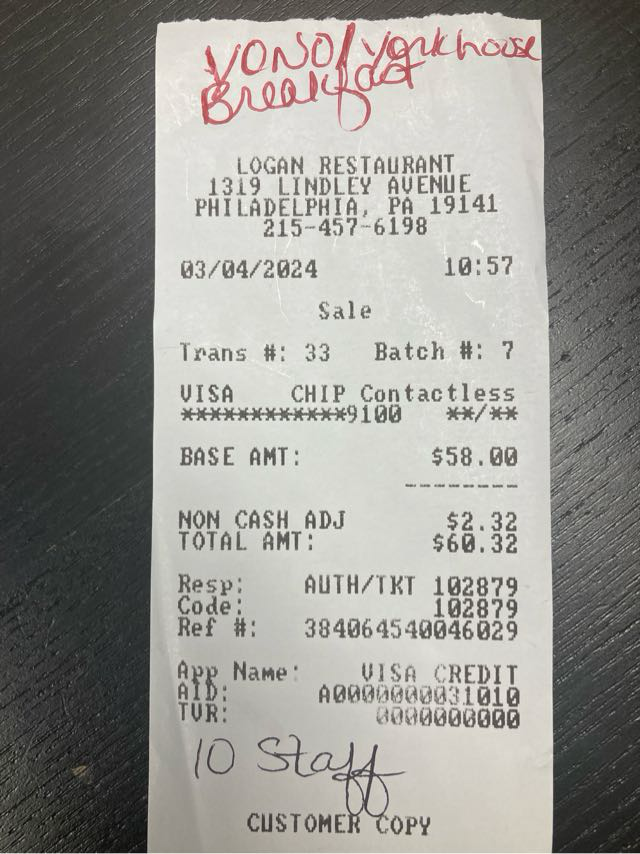 VONO/Yorkhouse
Breakfast
LOGAN RESTAURANT
1319 LINDLEY AVENUE
PHILADELPHIA, PA 19141
215-457-6198
03/04/2024 10:57
Sale
Trans #: 33 Batch #: 7
VISA CHIP Contactless
************9100 **/**
BASE AMT: $58.00
--------
NON CASH ADJ $2.32
TOTAL AMT: $60.32
Resp: AUTH/TKT 102879
Code: 102879
Ref #: 384064540046029
App Name: VISA CREDIT
AID: A0000000031010
TVR: 0000000000
10 Staff
CUSTOMER COPY